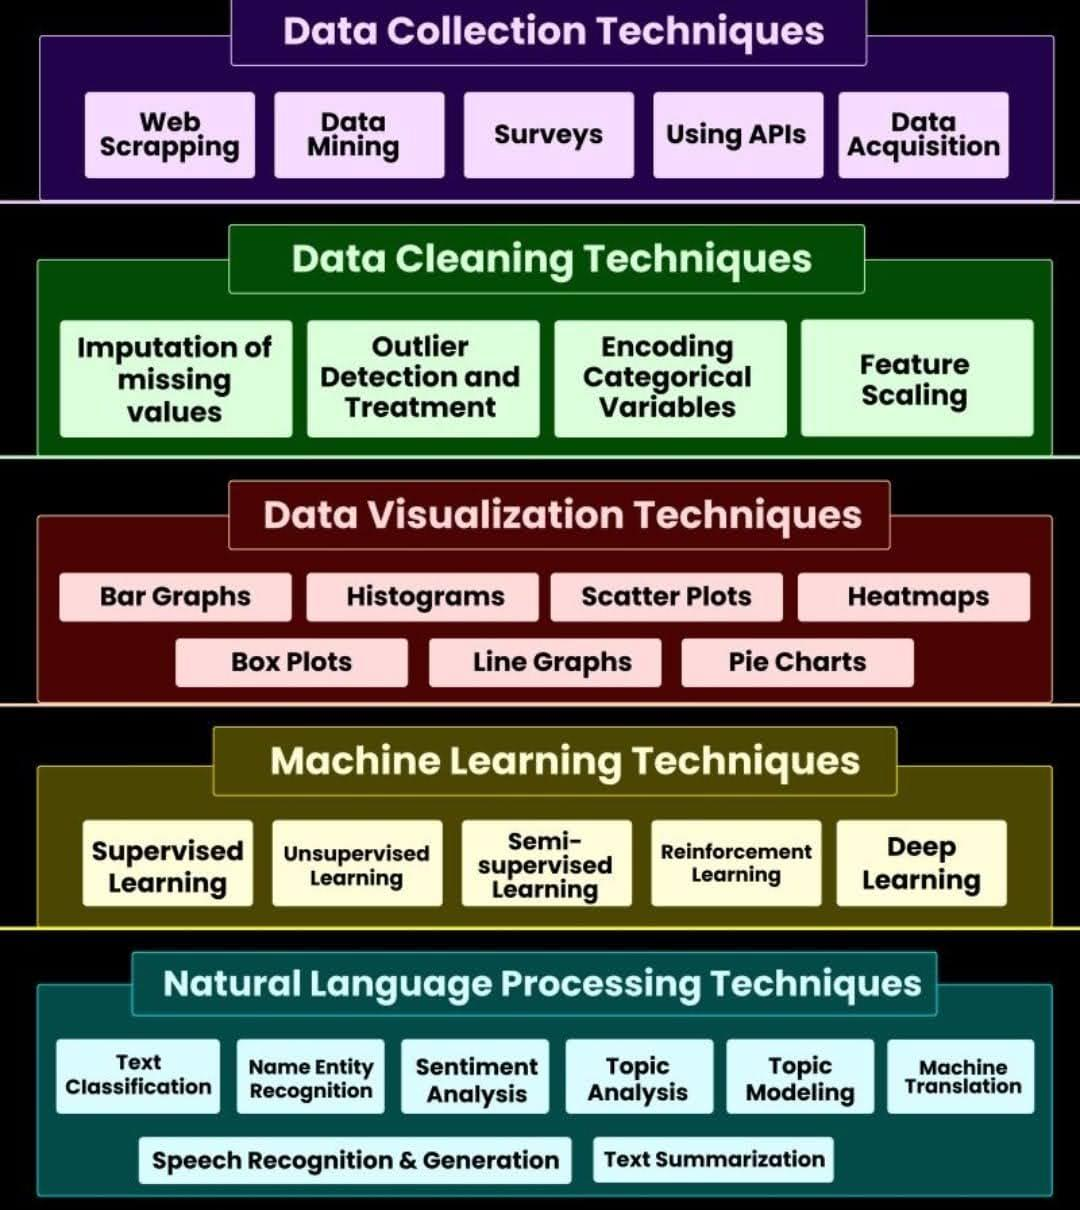 Data Collection Techniques
Web
Scrapping
Data
Mining
Surveys
Using APIs
Data
Acquisition
Data Cleaning Techniques
Imputation of
missing
values
Outlier
Detection and
Treatment
Encoding
Categorical
Variables
Feature
Scaling
Data Visualization Techniques
Bar Graphs
Histograms
Scatter Plots
Heatmaps
Box Plots
Line Graphs
Pie Charts
Machine Learning Techniques
Supervised
Learning
Unsupervised
Learning
Semi-
supervised
Learning
Reinforcement
Learning
Deep
Learning
Natural Language Processing Techniques
Text
Classification
Name Entity
Recognition
Sentiment
Analysis
Topic
Analysis
Topic
Modeling
Machine
Translation
Speech Recognition & Generation
Text Summarization